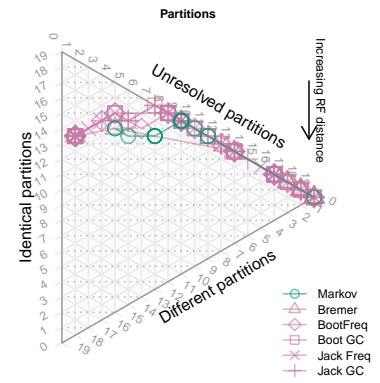 Partitions
Increasing RF
distance
Unresolved partitions
Identical partitions
Different partitions
0
1
2
3
4
5
6
7
8
9
10
11
12
13
14
15
16
17
18
19
Markov
Bremer
BootFreq
Boot GC
Jack Freq
Jack GC